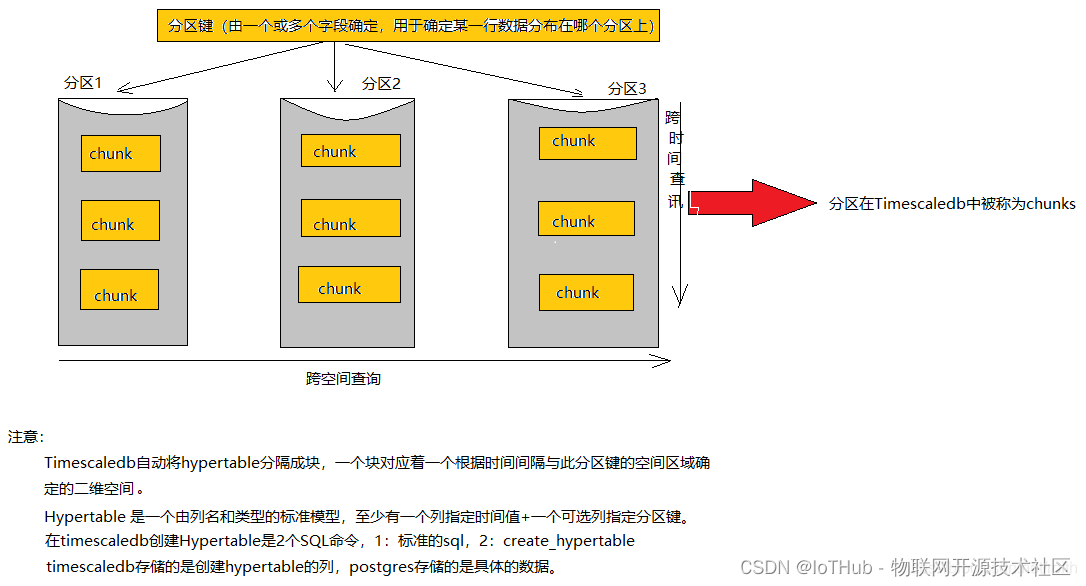 分区键（由一个或多个字段确定，用于确定某一行数据分布在哪个分区上）
分区1
分区2
分区3
chunk
chunk
chunk
chunk
chunk
chunk
chunk
chunk
chunk
跨
时
间
查
讯
分区在Timescaledb中被称为chunks
跨空间查询
注意：
Timescaledb自动将hypertable分隔成块，一个块对应着一个根据时间间隔与此分区键的空间区域确
定的二维空间 。
Hypertable 是一个由列名和类型的标准模型，至少有一个列指定时间值+一个可选列指定分区键。
在timescaledb创建Hypertable是2个SQL命令，1：标准的sql，2：create_hypertable
timescaledb存储的是创建hypertable的列，postgres存储的是具体的数据。
CSDN @IoTHub - 物联网开源技术社区